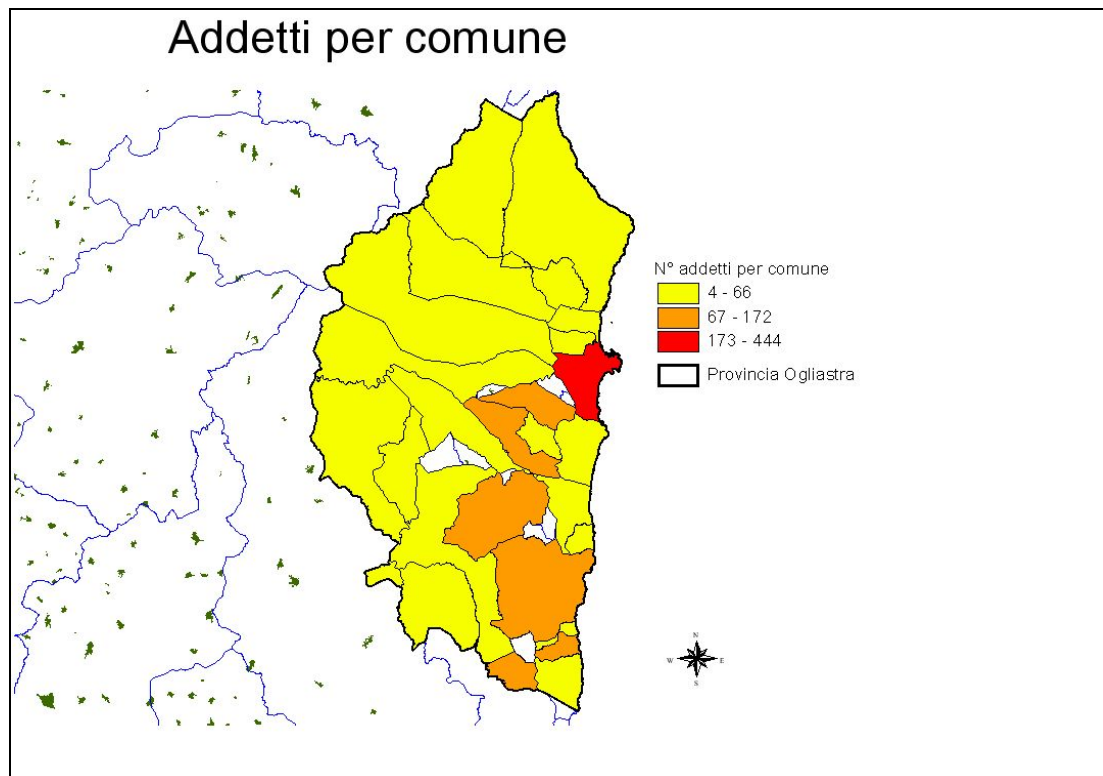 Addetti per comune
N° addetti per comune
4 - 66
67 - 172
173 - 444
Provincia Ogliastra
N
W E
S